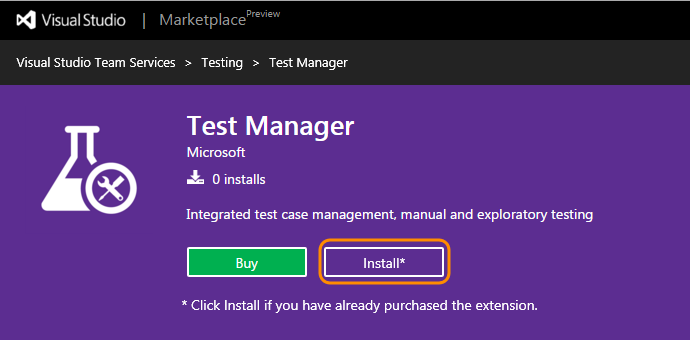 Visual Studio | Marketplace Preview
Visual Studio Team Services > Testing > Test Manager
Test Manager
Microsoft
0 installs
Integrated test case management, manual and exploratory testing
Buy Install*
* Click Install if you have already purchased the extension.